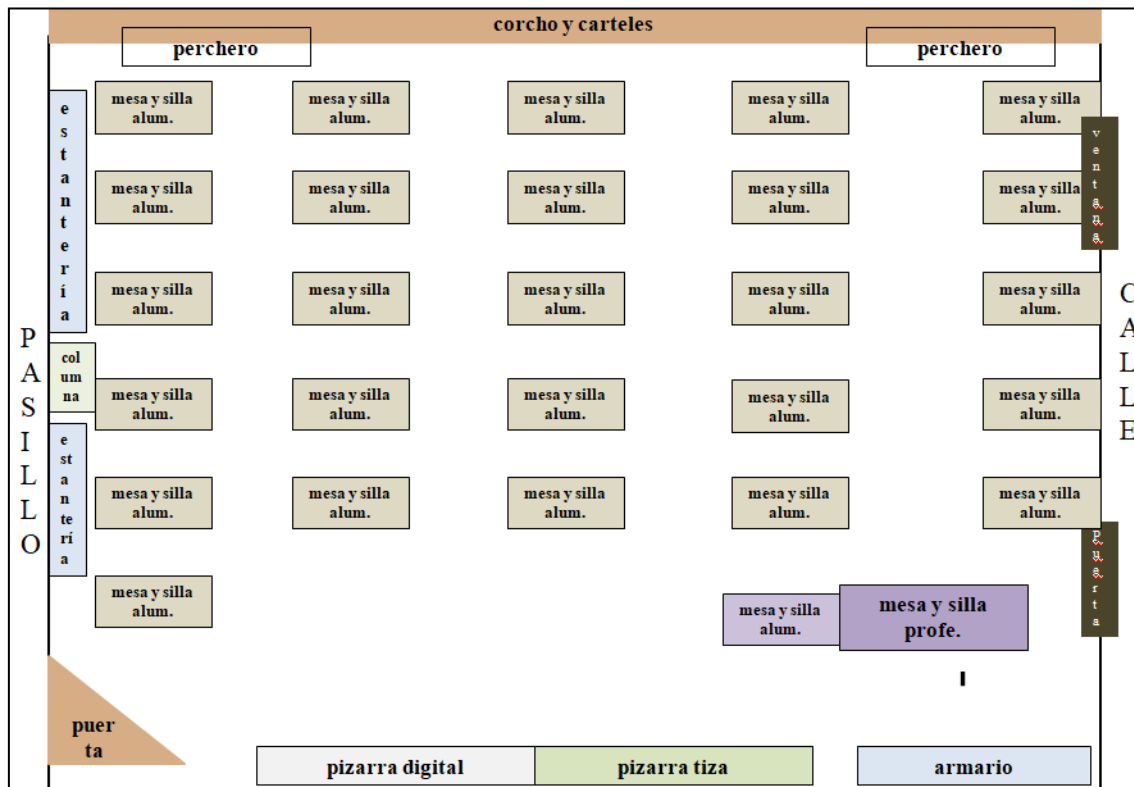 corcho y carteles
perchero
perchero
mesa y silla
alum.
mesa y silla
alum.
mesa y silla
alum.
mesa y silla
alum.
mesa y silla
alum.
estantería
ventana
mesa y silla
alum.
mesa y silla
alum.
mesa y silla
alum.
mesa y silla
alum.
mesa y silla
alum.
mesa y silla
alum.
mesa y silla
alum.
mesa y silla
alum.
mesa y silla
alum.
mesa y silla
alum.
PASILLO
CALLE
col
um
na
mesa y silla
alum.
mesa y silla
alum.
mesa y silla
alum.
mesa y silla
alum.
mesa y silla
alum.
e
st
a
n
te
rí
a
mesa y silla
alum.
mesa y silla
alum.
mesa y silla
alum.
mesa y silla
alum.
mesa y silla
alum.
Puerta
mesa y silla
alum.
mesa y silla
alum.
mesa y silla
profe.
puer
ta
pizarra digital
pizarra tiza
armario